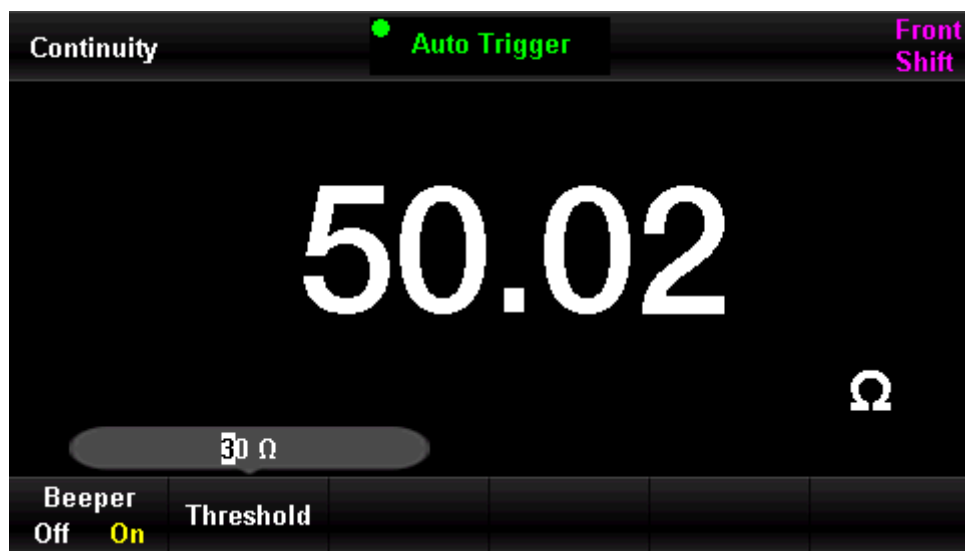 Continuity
Auto Trigger
Front
Shift
50.02
Ω
30 Ω
Beeper
Off On
Threshold